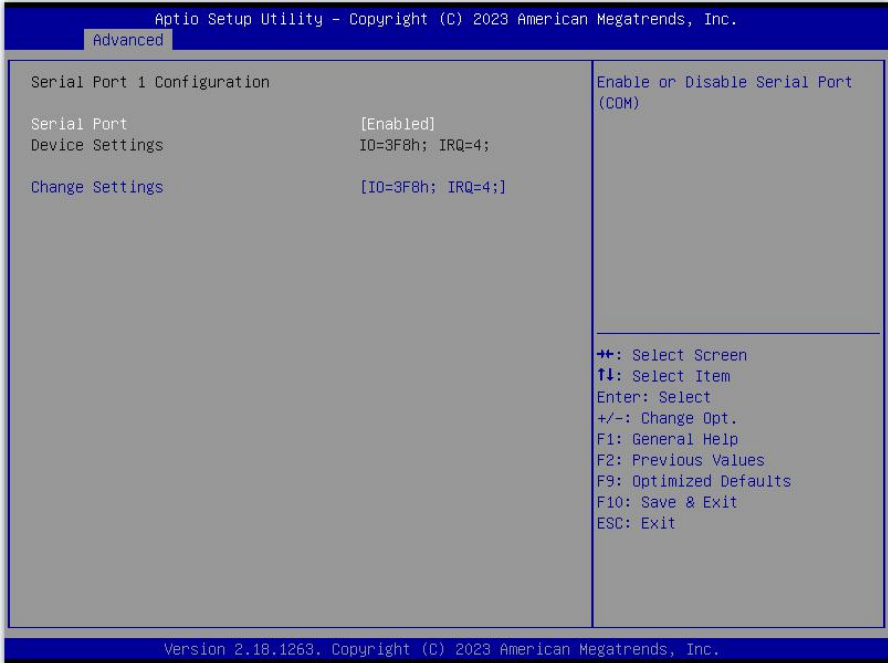 Aptio Setup Utility – Copyright (C) 2023 American Megatrends, Inc.
Advanced
Serial Port 1 Configuration
Serial Port [Enabled]
Device Settings IO=3F8h; IRQ=4;
Change Settings [IO=3F8h; IRQ=4;]
Enable or Disable Serial Port
(COM)
→←: Select Screen
↑↓: Select Item
Enter: Select
+/-: Change Opt.
F1: General Help
F2: Previous Values
F9: Optimized Defaults
F10: Save & Exit
ESC: Exit
Version 2.18.1263. Copyright (C) 2023 American Megatrends, Inc.